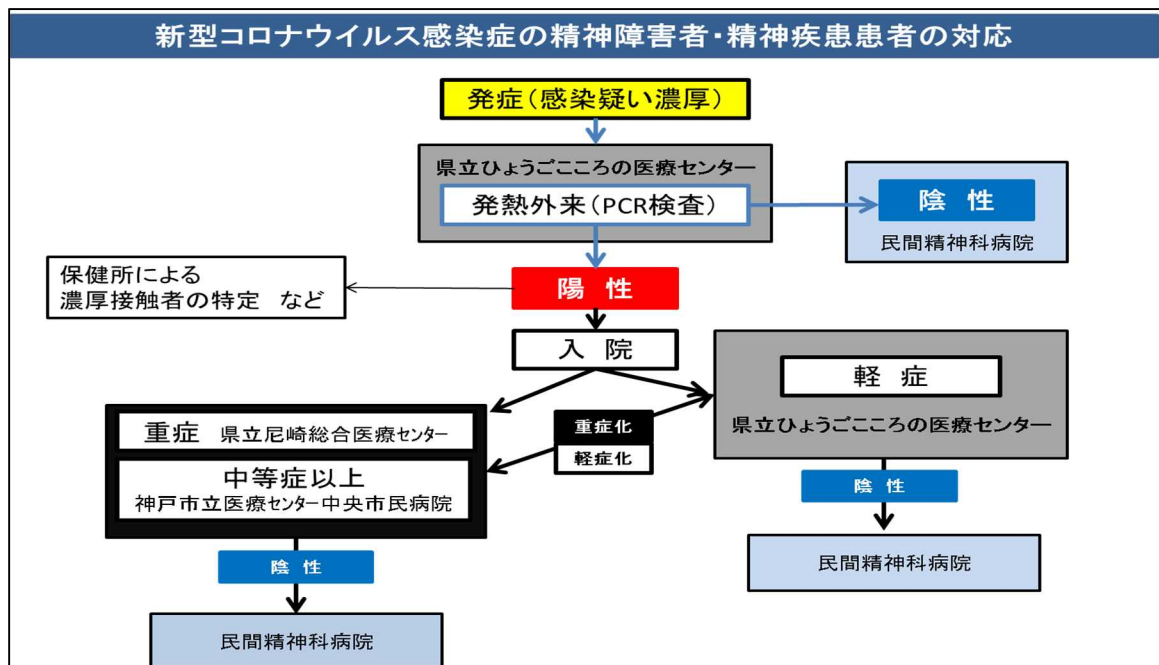 新型コロナウイルス感染症の精神障害者・精神疾患患者の対応
発症(感染疑い濃厚)
県立ひょうごこころの医療センター
発熱外来(PCR検査)
陰 性
民間精神科病院
保健所による
濃厚接触者の特定 など
陽 性
入 院
軽 症
県立ひょうごこころの医療センター
重症 県立尼崎総合医療センター
重症化
軽症化
中等症以上
神戸市立医療センター中央市民病院
陰 性
民間精神科病院
陰 性
民間精神科病院